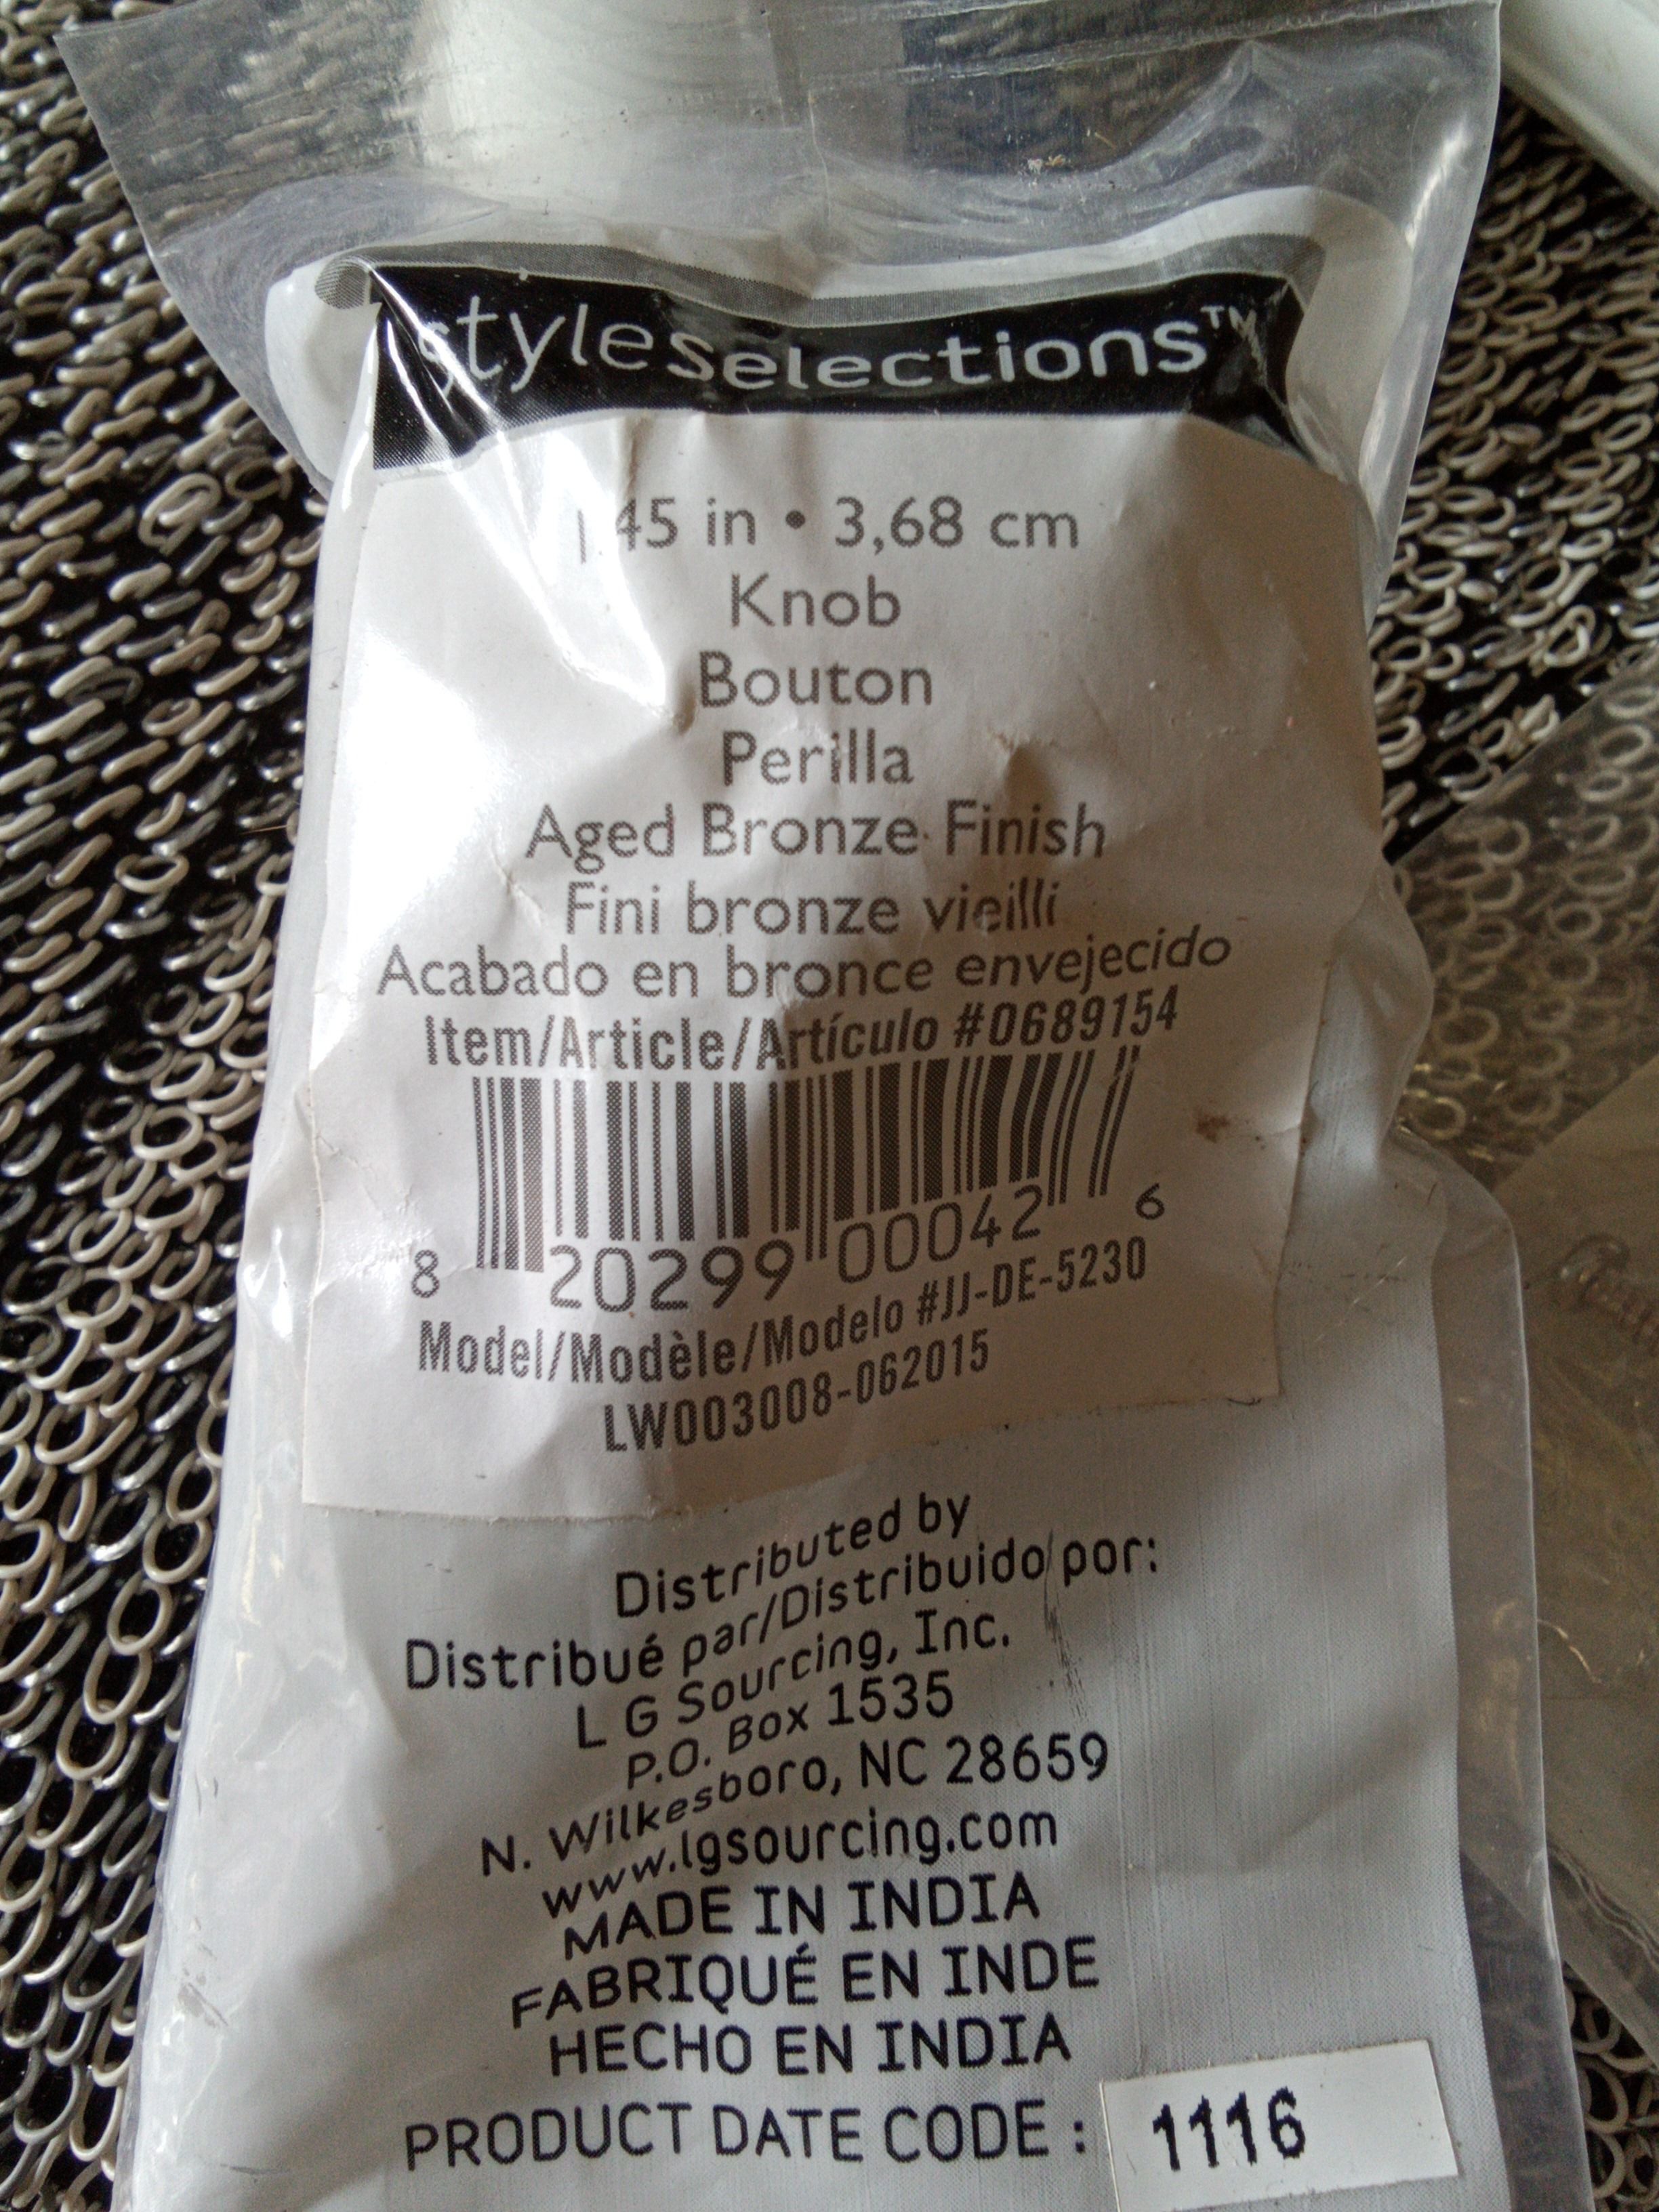 styleselections™
1.45 in • 3,68 cm
Knob
Bouton
Perilla
Aged Bronze Finish
Fini bronze vieilli
Acabado en bronce envejecido
Item/Article/Artículo #0689154
8 20299 00042 6
Model/Modèle/Modelo #JJ-DE-5230
LW003008-062015
Distributed by
Distribué par/Distribuido por:
L G Sourcing, Inc.
P.O. Box 1535
N. Wilkesboro, NC 28659
www.lgsourcing.com
MADE IN INDIA
FABRIQUÉ EN INDE
HECHO EN INDIA
PRODUCT DATE CODE : 1116